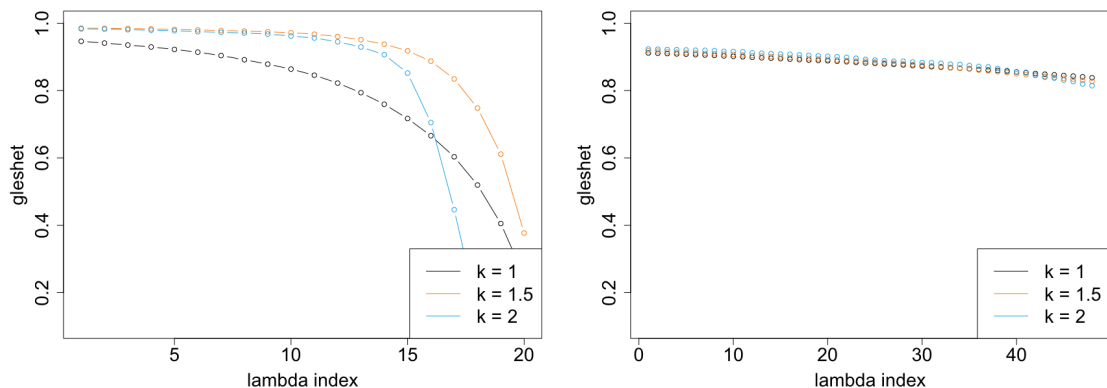 gleshet
1.0
0.8
0.6
0.4
0.2
k = 1
k = 1.5
k = 2
5 10 15 20
lambda index
gleshet
1.0
0.8
0.6
0.4
0.2
k = 1
k = 1.5
k = 2
0 10 20 30 40
lambda index